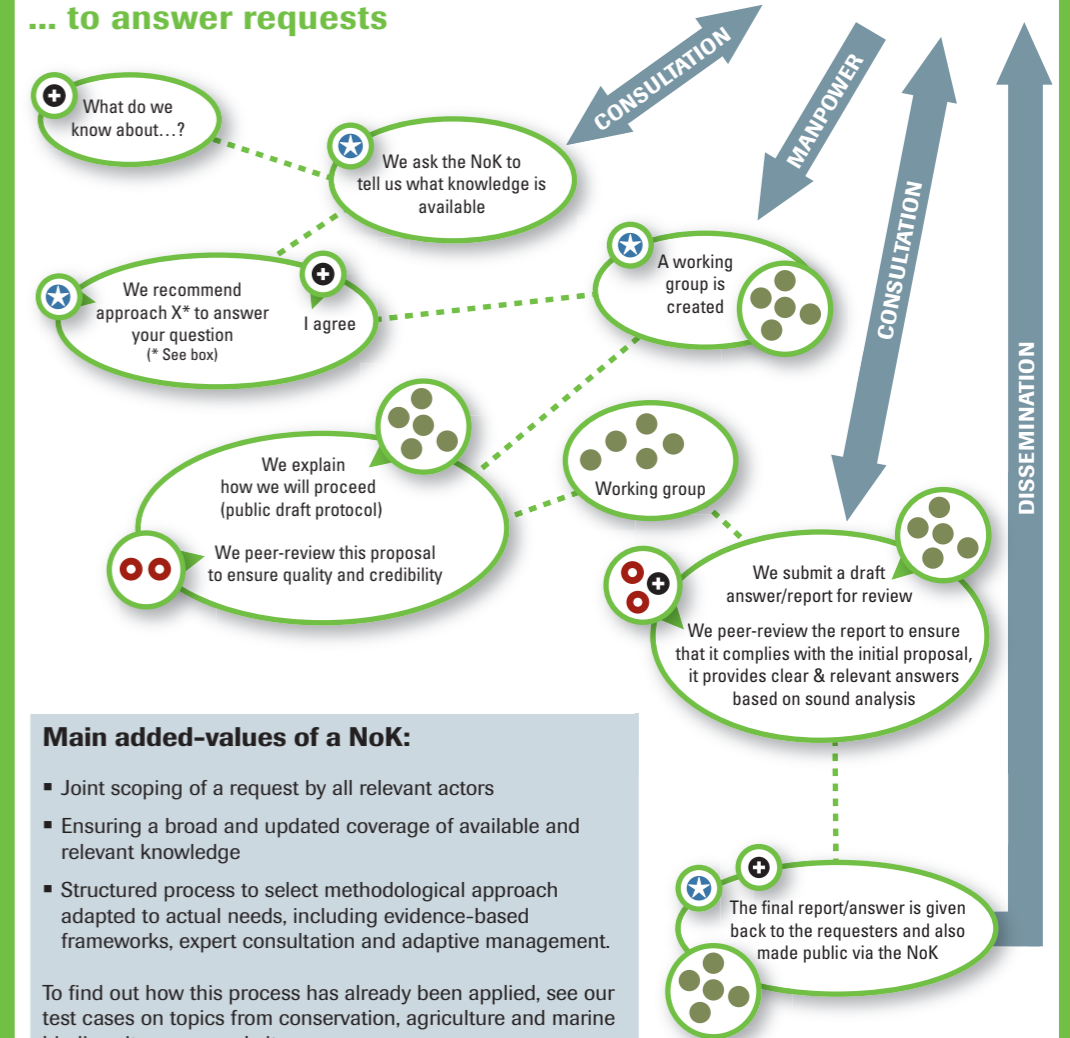 ... to answer requests
CONSULTATION
MANPOWER
CONSULTATION
DISSEMINATION
What do we
know about...?
We ask the NoK to
tell us what knowledge is
available
We recommend
approach X* to answer
your question
(* See box)
I agree
A working
group is
created
We explain
how we will proceed
(public draft protocol)
We peer-review this proposal
to ensure quality and credibility
Working group
We submit a draft
answer/report for review
We peer-review the report to ensure
that it complies with the initial proposal,
it provides clear & relevant answers
based on sound analysis
The final report/answer is given
back to the requesters and also
made public via the NoK
Main added-values of a NoK:
▪ Joint scoping of a request by all relevant actors
▪ Ensuring a broad and updated coverage of available and
relevant knowledge
▪ Structured process to select methodological approach
adapted to actual needs, including evidence-based
frameworks, expert consultation and adaptive management.
To find out how this process has already been applied, see our
test cases on topics from conservation, agriculture and marine